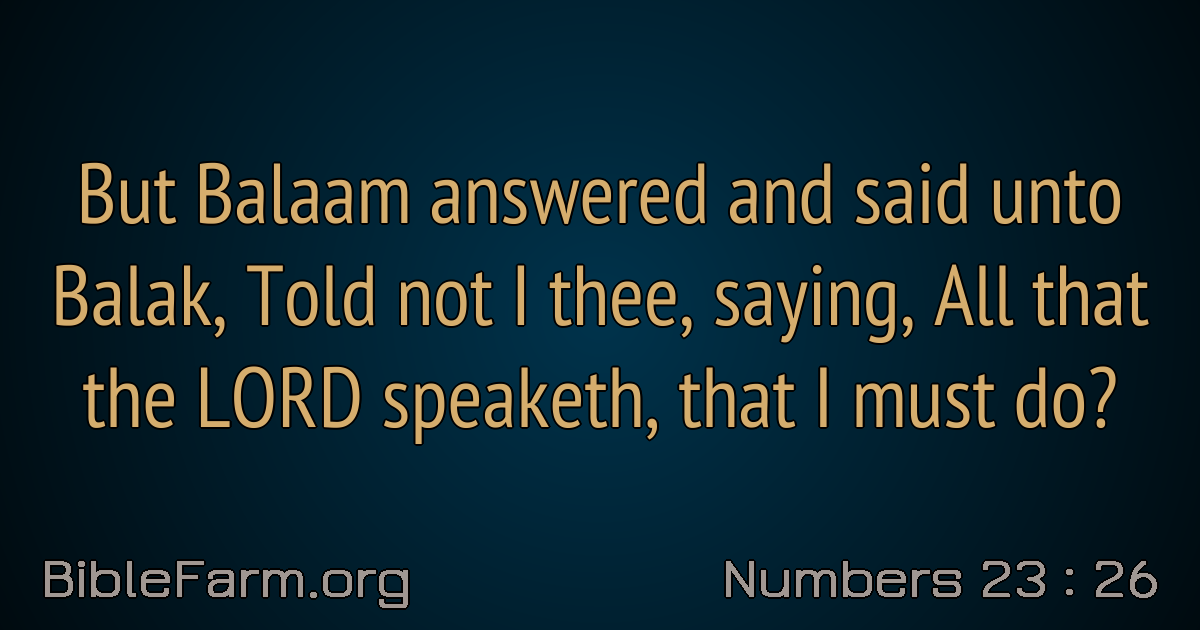 But Balaam answered and said unto
Balak, Told not I thee, saying, All that
the LORD speaketh, that I must do?
BibleFarm.org
Numbers 23 : 26